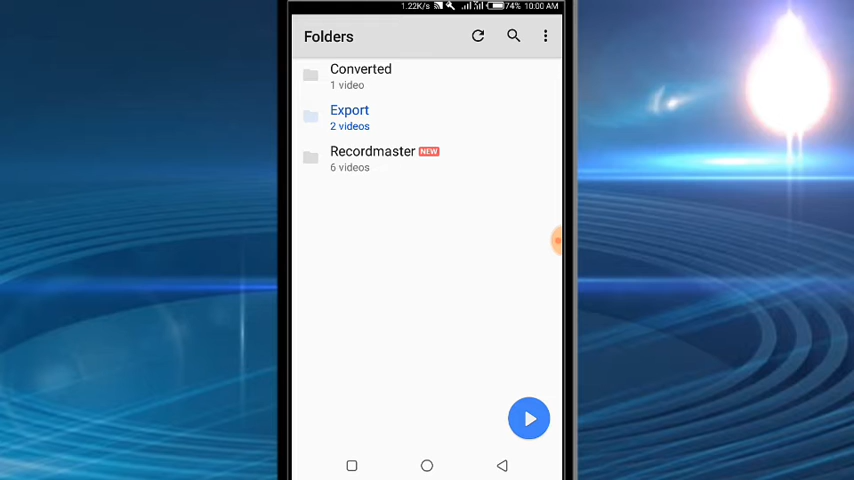 1.22K/s 74% 10:00 AM
Folders
Converted
1 video
Export
2 videos
Recordmaster NEW
6 videos